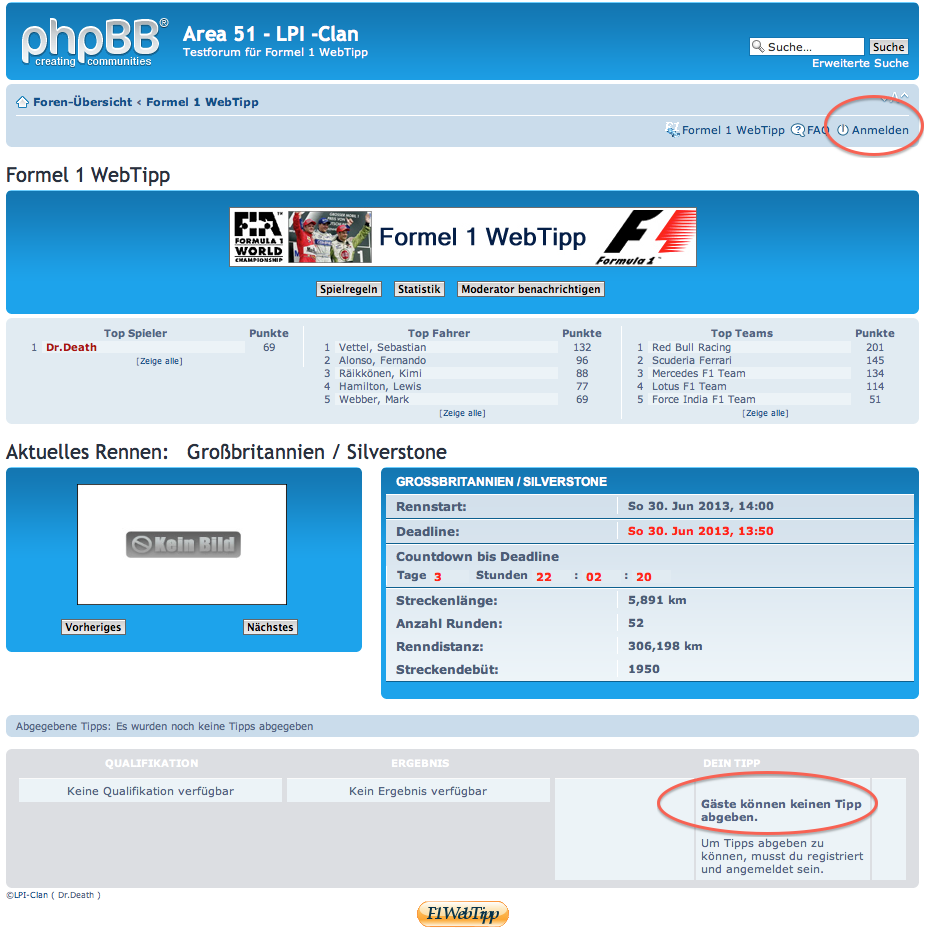 phpBB®
creating communities
Area 51 - LPI -Clan
Testforum für Formel 1 WebTipp
Suche...
Suche
Erweiterte Suche
Foren-Übersicht ‹ Formel 1 WebTipp
Formel 1 WebTipp FAQ Anmelden
Formel 1 WebTipp
FIA
FORMULA 1
WORLD
CHAMPIONSHIP
Formel 1 WebTipp
F1
Formula 1™
Spielregeln Statistik Moderator benachrichtigen
Top Spieler Punkte
1 Dr.Death 69
[Zeige alle]
Top Fahrer Punkte
1 Vettel, Sebastian 132
2 Alonso, Fernando 96
3 Räikkönen, Kimi 88
4 Hamilton, Lewis 77
5 Webber, Mark 69
[Zeige alle]
Top Teams Punkte
1 Red Bull Racing 201
2 Scuderia Ferrari 145
3 Mercedes F1 Team 134
4 Lotus F1 Team 114
5 Force India F1 Team 51
[Zeige alle]
Aktuelles Rennen: Großbritannien / Silverstone
Kein Bild
Vorheriges Nächstes
GROSSBRITANNIEN / SILVERSTONE
Rennstart: So 30. Jun 2013, 14:00
Deadline: So 30. Jun 2013, 13:50
Countdown bis Deadline
Tage 3 Stunden 22 : 02 : 20
Streckenlänge: 5,891 km
Anzahl Runden: 52
Renndistanz: 306,198 km
Streckendebüt: 1950
Abgegebene Tipps: Es wurden noch keine Tipps abgegeben
QUALIFIKATION ERGEBNIS DEIN TIPP
Keine Qualifikation verfügbar
Kein Ergebnis verfügbar
Gäste können keinen Tipp
abgeben.
Um Tipps abgeben zu
können, musst du registriert
und angemeldet sein.
©LPI-Clan ( Dr.Death )
F1WebTipp